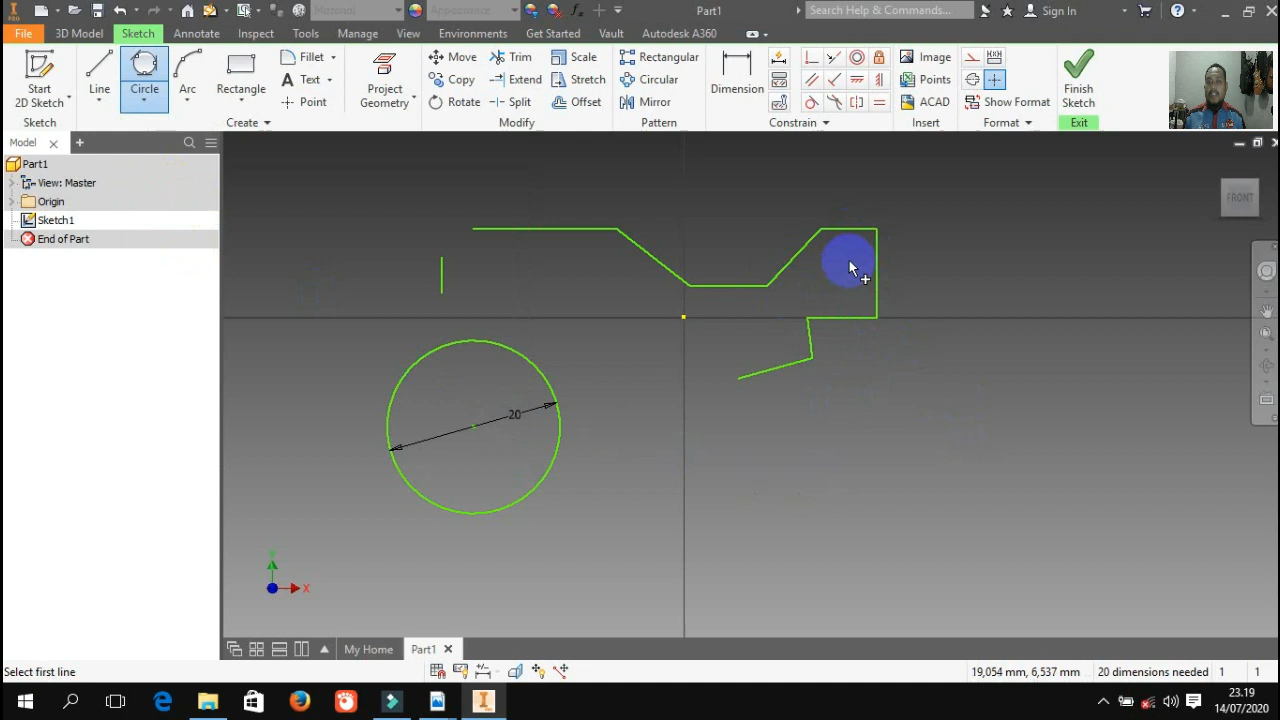 Material
Appearance
Part1
Search Help & Commands...
Sign In
I
PRO
File
3D Model
Sketch
Annotate
Inspect
Tools
Manage
View
Environments
Get Started
Vault
Autodesk A360
Start
2D Sketch
Line
Circle
Arc
Rectangle
Fillet
Text
Point
Project
Geometry
Move
Copy
Rotate
Trim
Extend
Split
Scale
Stretch
Offset
Rectangular
Circular
Mirror
Dimension
Image
Points
ACAD
Show Format
Finish
Sketch
Sketch
Create
Modify
Pattern
Constrain
Insert
Format
Exit
Model
Part1
View: Master
Origin
Sketch1
End of Part
FRONT
20
Y
X
My Home
Part1
Select first line
19,054 mm, 6,537 mm
20 dimensions needed
1
1
23.19
14/07/2020